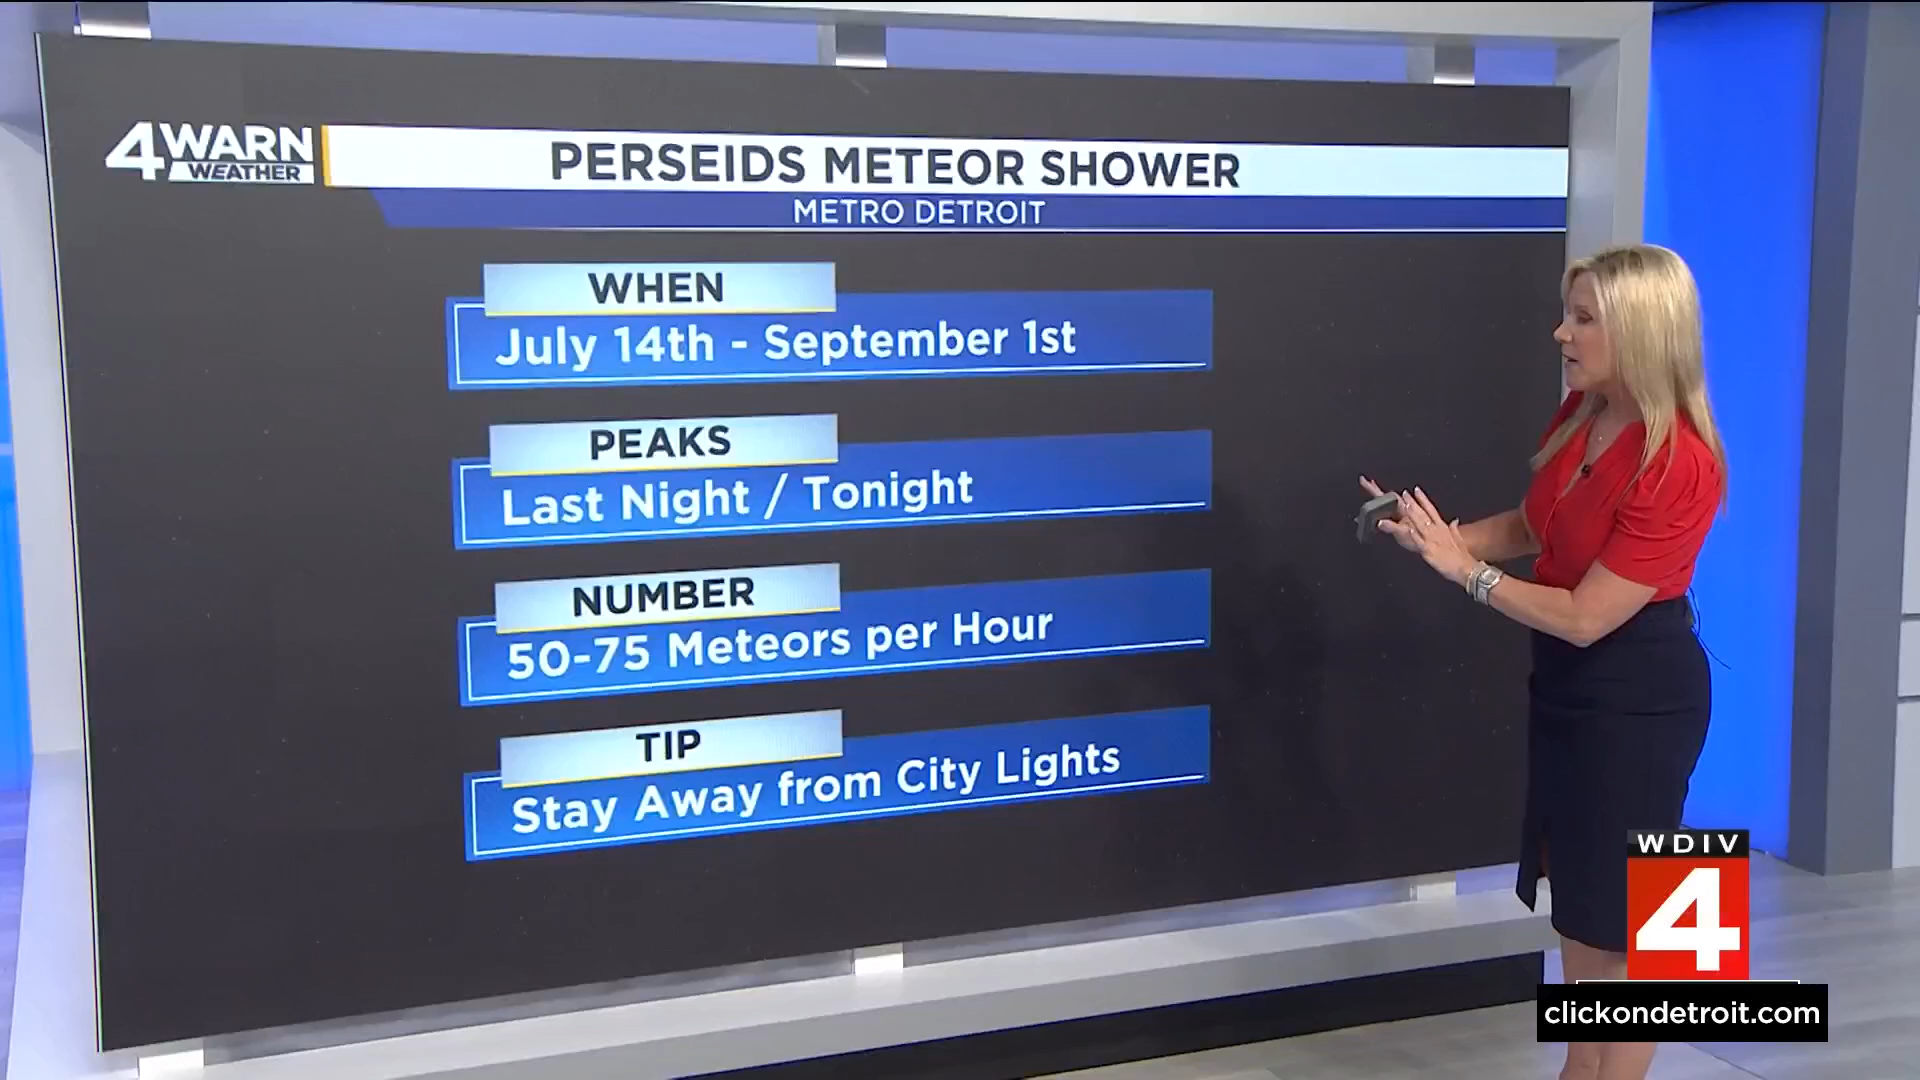 4WARN
WEATHER
PERSEIDS METEOR SHOWER
METRO DETROIT
WHEN
July 14th - September 1st
PEAKS
Last Night / Tonight
NUMBER
50-75 Meteors per Hour
TIP
Stay Away from City Lights
WDIV
4
clickondetroit.com